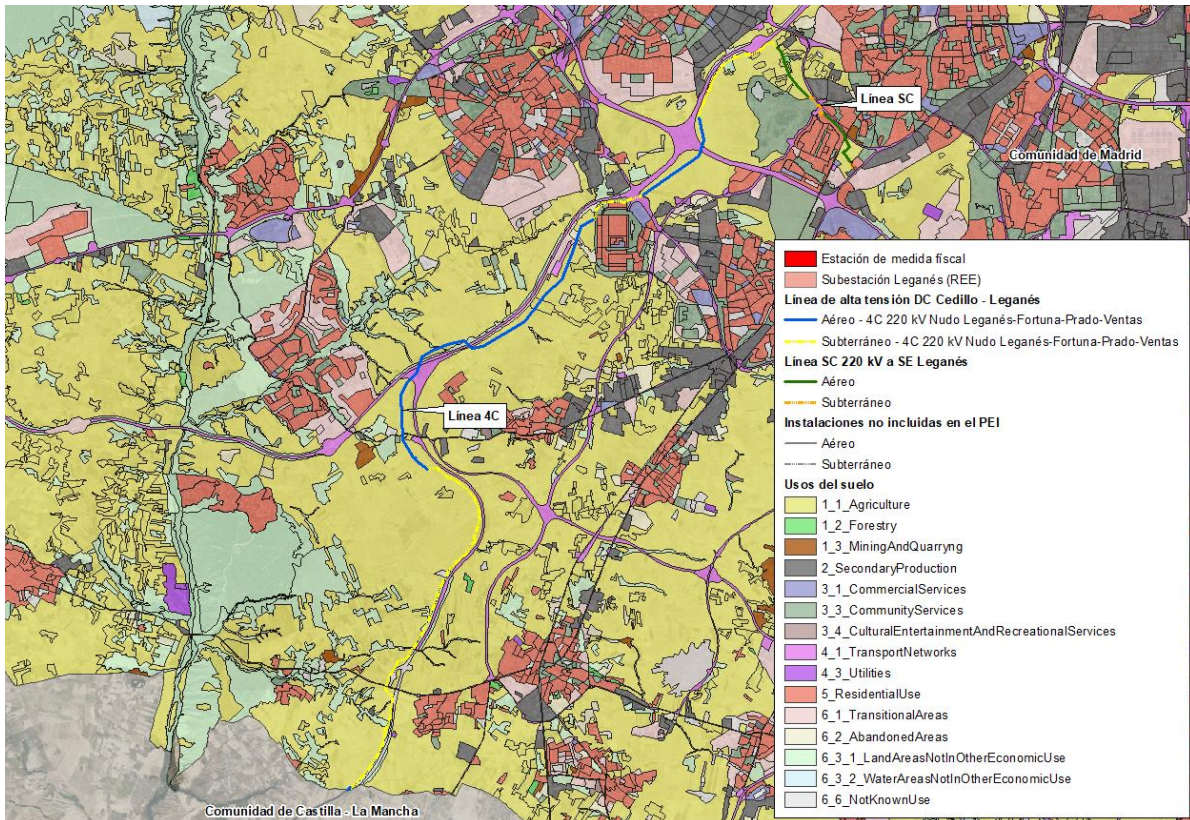 Línea SC
Comunidad de Madrid
Línea 4C
Comunidad de Castilla - La Mancha
Estación de medida fiscal
Subestación Leganés (REE)
Línea de alta tensión DC Cedillo - Leganés
Aéreo - 4C 220 kV Nudo Leganés-Fortuna-Prado-Ventas
Subterráneo - 4C 220 kV Nudo Leganés-Fortuna-Prado-Ventas
Línea SC 220 kV a SE Leganés
Aéreo
Subterráneo
Instalaciones no incluidas en el PEI
Aéreo
Subterráneo
Usos del suelo
1_1_Agriculture
1_2_Forestry
1_3_MiningAndQuarryng
2_SecondaryProduction
3_1_CommercialServices
3_3_CommunityServices
3_4_CulturalEntertainmentAndRecreationalServices
4_1_TransportNetworks
4_3_Utilities
5_ResidentialUse
6_1_TransitionalAreas
6_2_AbandonedAreas
6_3_1_LandAreasNotInOtherEconomicUse
6_3_2_WaterAreasNotInOtherEconomicUse
6_6_NotKnownUse